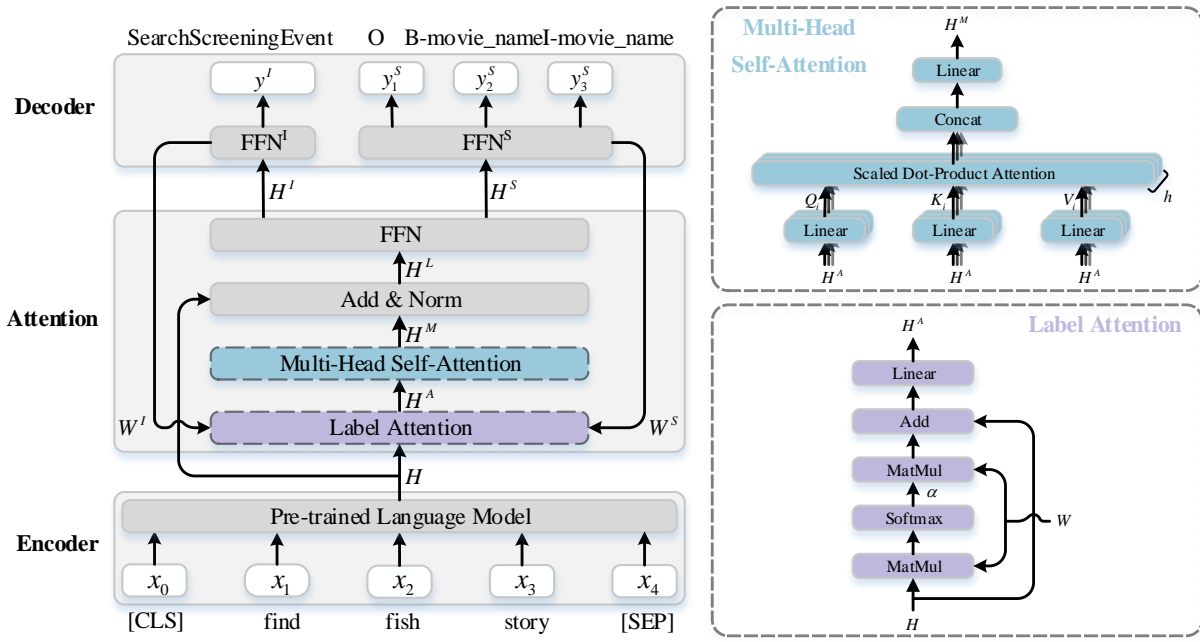 SearchScreeningEvent O B-movie_nameI-movie_name
Decoder
y^I y_1^S y_2^S y_3^S
FFN^I FFN^S
H^I H^S
Attention
FFN
H^L
Add & Norm
H^M
Multi-Head Self-Attention
H^A
W^I Label Attention W^S
H
Encoder
Pre-trained Language Model
x_0 x_1 x_2 x_3 x_4
[CLS] find fish story [SEP]
Multi-Head
Self-Attention
H^M
Linear
Concat
Scaled Dot-Product Attention
h
Q_i K_i V_i
Linear Linear Linear
H^A H^A H^A
Label Attention
H^A
Linear
Add
MatMul
α
Softmax
W
MatMul
H